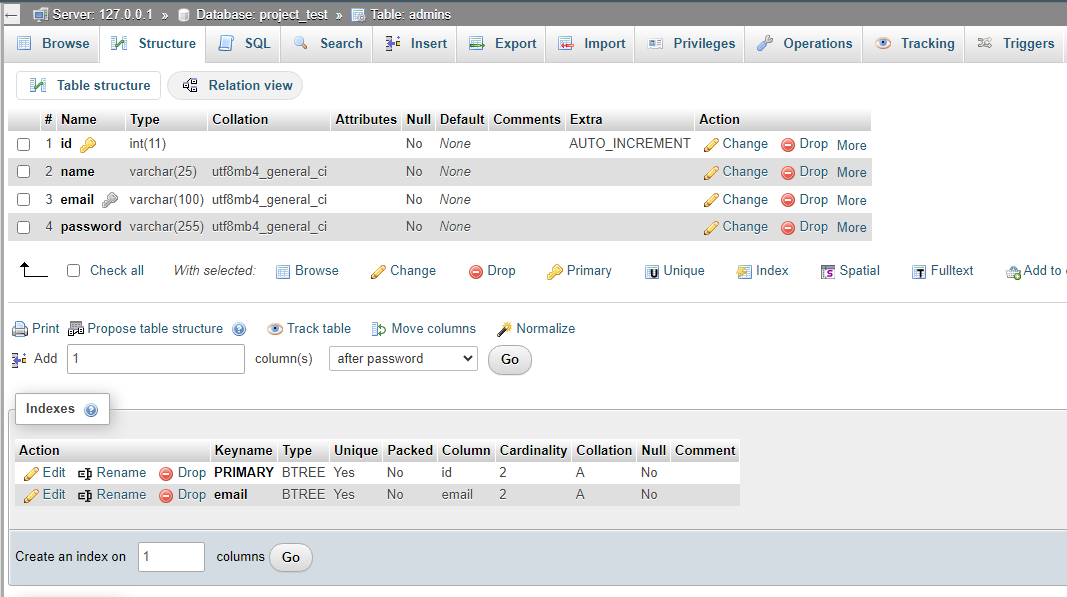 Server: 127.0.0.1 » Database: project_test » Table: admins
Browse Structure SQL Search Insert Export Import Privileges Operations Tracking Triggers
Table structure Relation view
# Name Type Collation Attributes Null Default Comments Extra Action
1 id int(11) No None AUTO_INCREMENT Change Drop More
2 name varchar(25) utf8mb4_general_ci No None Change Drop More
3 email varchar(100) utf8mb4_general_ci No None Change Drop More
4 password varchar(255) utf8mb4_general_ci No None Change Drop More
Check all With selected: Browse Change Drop Primary Unique Index Spatial Fulltext Add to
Print Propose table structure Track table Move columns Normalize
Add 1 column(s) after password Go
Indexes
Action Keyname Type Unique Packed Column Cardinality Collation Null Comment
Edit Rename Drop PRIMARY BTREE Yes No id 2 A No
Edit Rename Drop email BTREE Yes No email 2 A No
Create an index on 1 columns Go